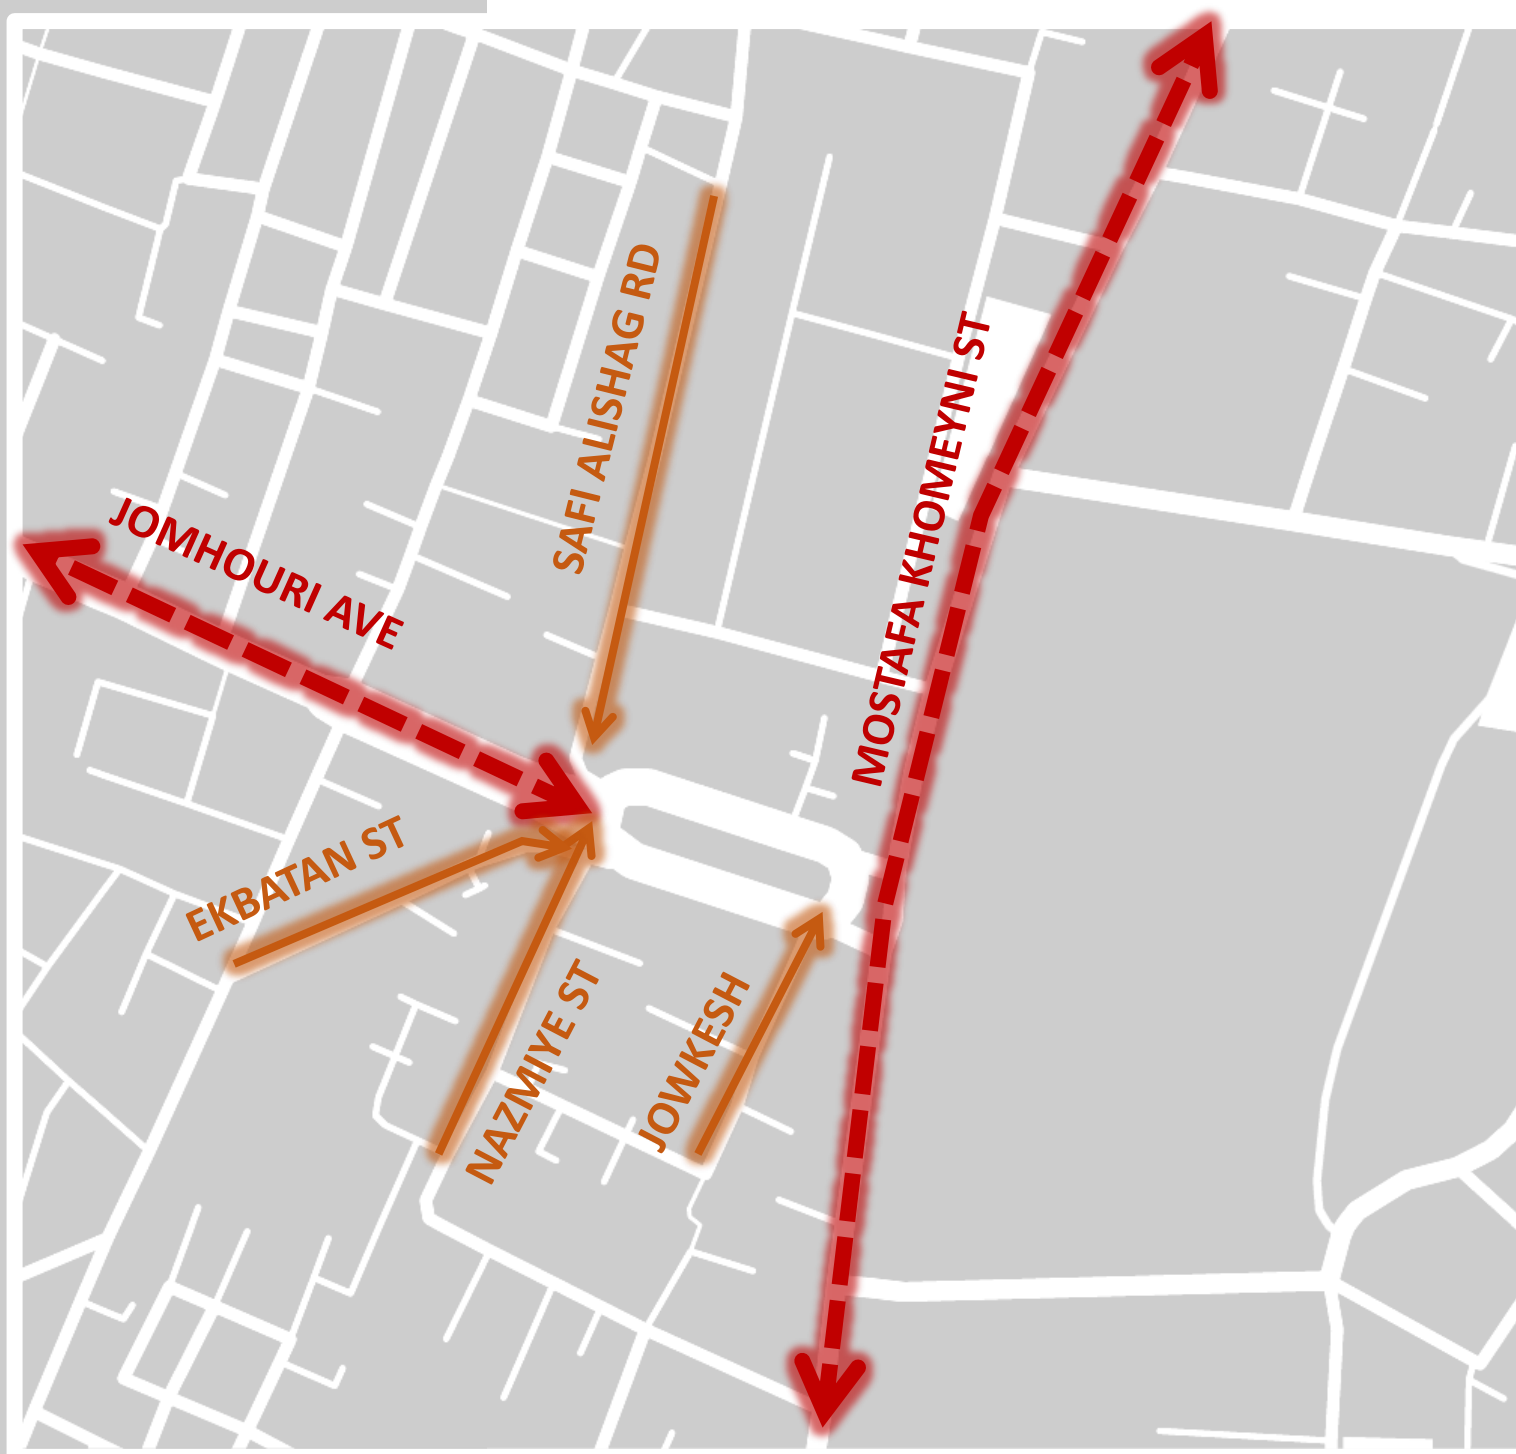 SAFI ALISHAG RD
MOSTAFA KHOMEYNI ST
JOMHOURI AVE
EKBATAN ST
NAZMIYE ST
JOWKESH